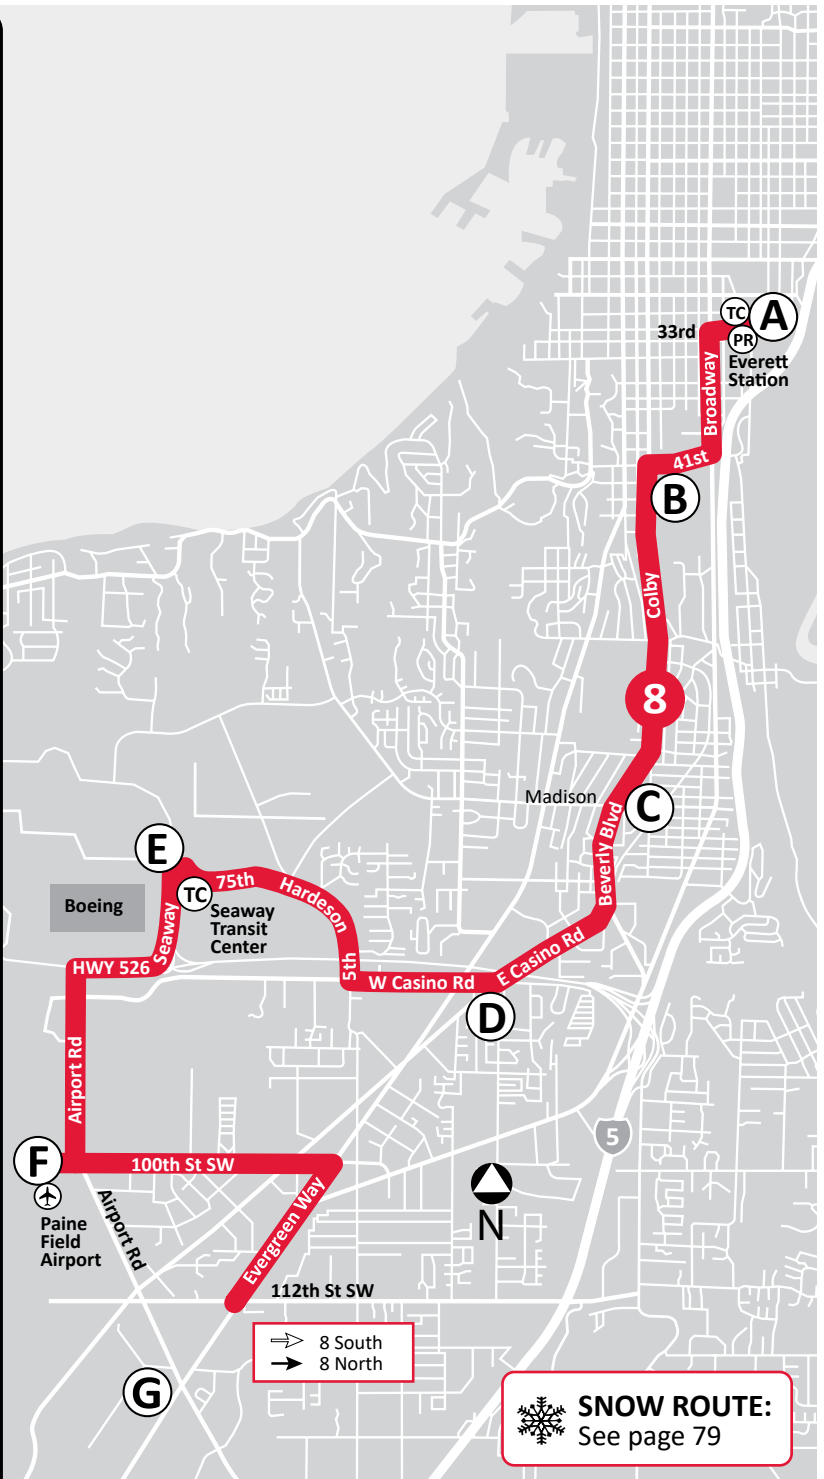 A
TC
33rd
PR
Everett
Station
Broadway
41st
B
Colby
8
Madison
C
Beverly Blvd
E
75th
Hardeson
TC
Boeing
Seaway
Transit
Center
Seaway
HWY 526
5th
W Casino Rd
E Casino Rd
D
Airport Rd
5
F
100th St SW
Paine
Field
Airport
Airport Rd
Evergreen Way
N
112th St SW
8 South
8 North
G
SNOW ROUTE:
See page 79